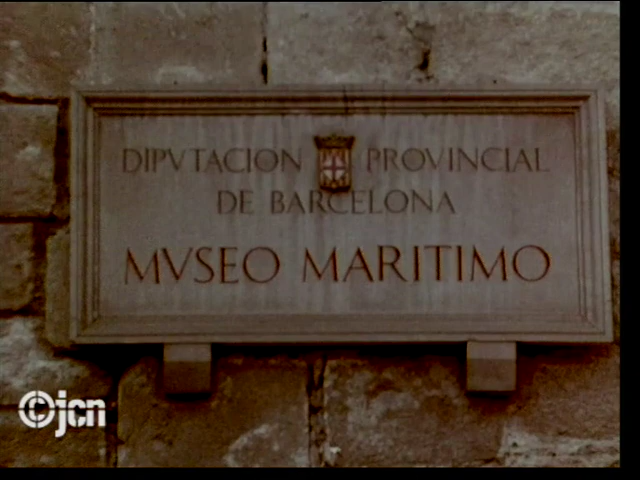 DIPVTACION PROVINCIAL
DE BARCELONA
MVSEO MARITIMO
©jcn